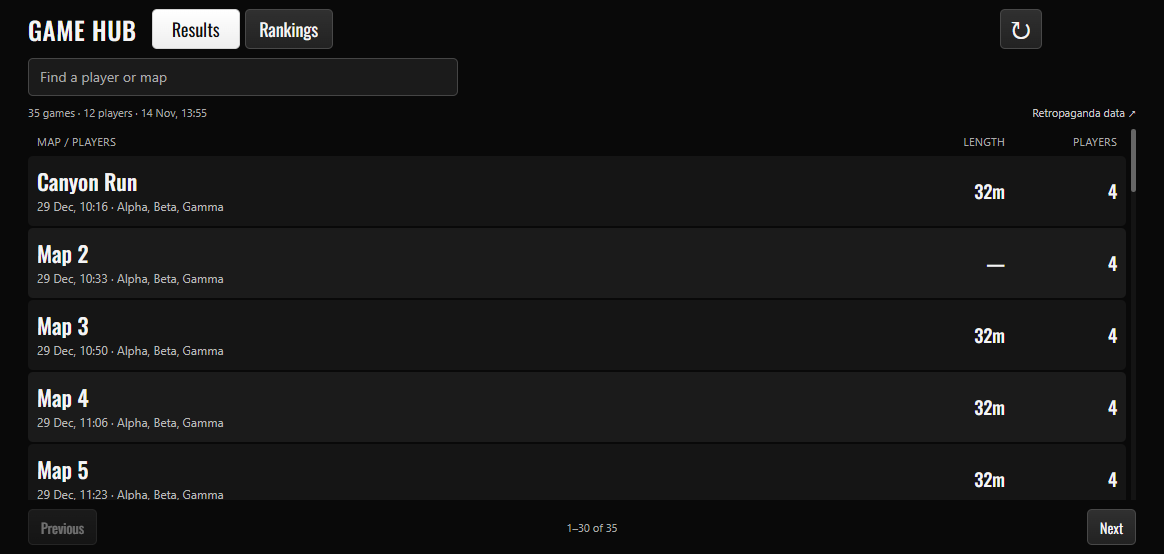 GAME HUB Results Rankings ↻
Find a player or map
35 games · 12 players · 14 Nov, 13:55 Retropaganda data ↗
MAP / PLAYERS LENGTH PLAYERS
Canyon Run
29 Dec, 10:16 · Alpha, Beta, Gamma
32m 4
Map 2
29 Dec, 10:33 · Alpha, Beta, Gamma
— 4
Map 3
29 Dec, 10:50 · Alpha, Beta, Gamma
32m 4
Map 4
29 Dec, 11:06 · Alpha, Beta, Gamma
32m 4
Map 5
29 Dec, 11:23 · Alpha, Beta, Gamma
32m 4
Previous 1–30 of 35 Next